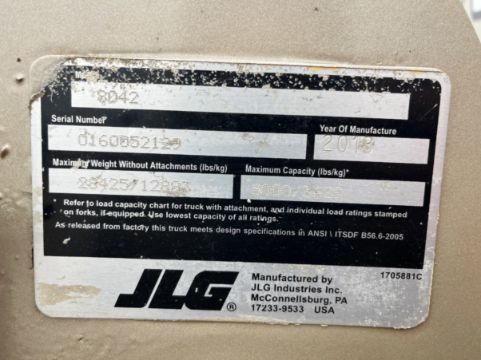 Serial Number
Year Of Manufacture
Maximum Weight Without Attachments (lbs/kg)
Maximum Capacity (lbs/kg)*
* Refer to load capacity chart for truck with attachment, and individual load ratings stamped
on forks, if equipped. Use lowest capacity of all ratings.
As released from factory this truck meets design specifications in ANSI \ ITSDF B56.6-2005
JLG®
Manufactured by
JLG Industries Inc.
McConnellsburg, PA
17233-9533 USA
1705881C